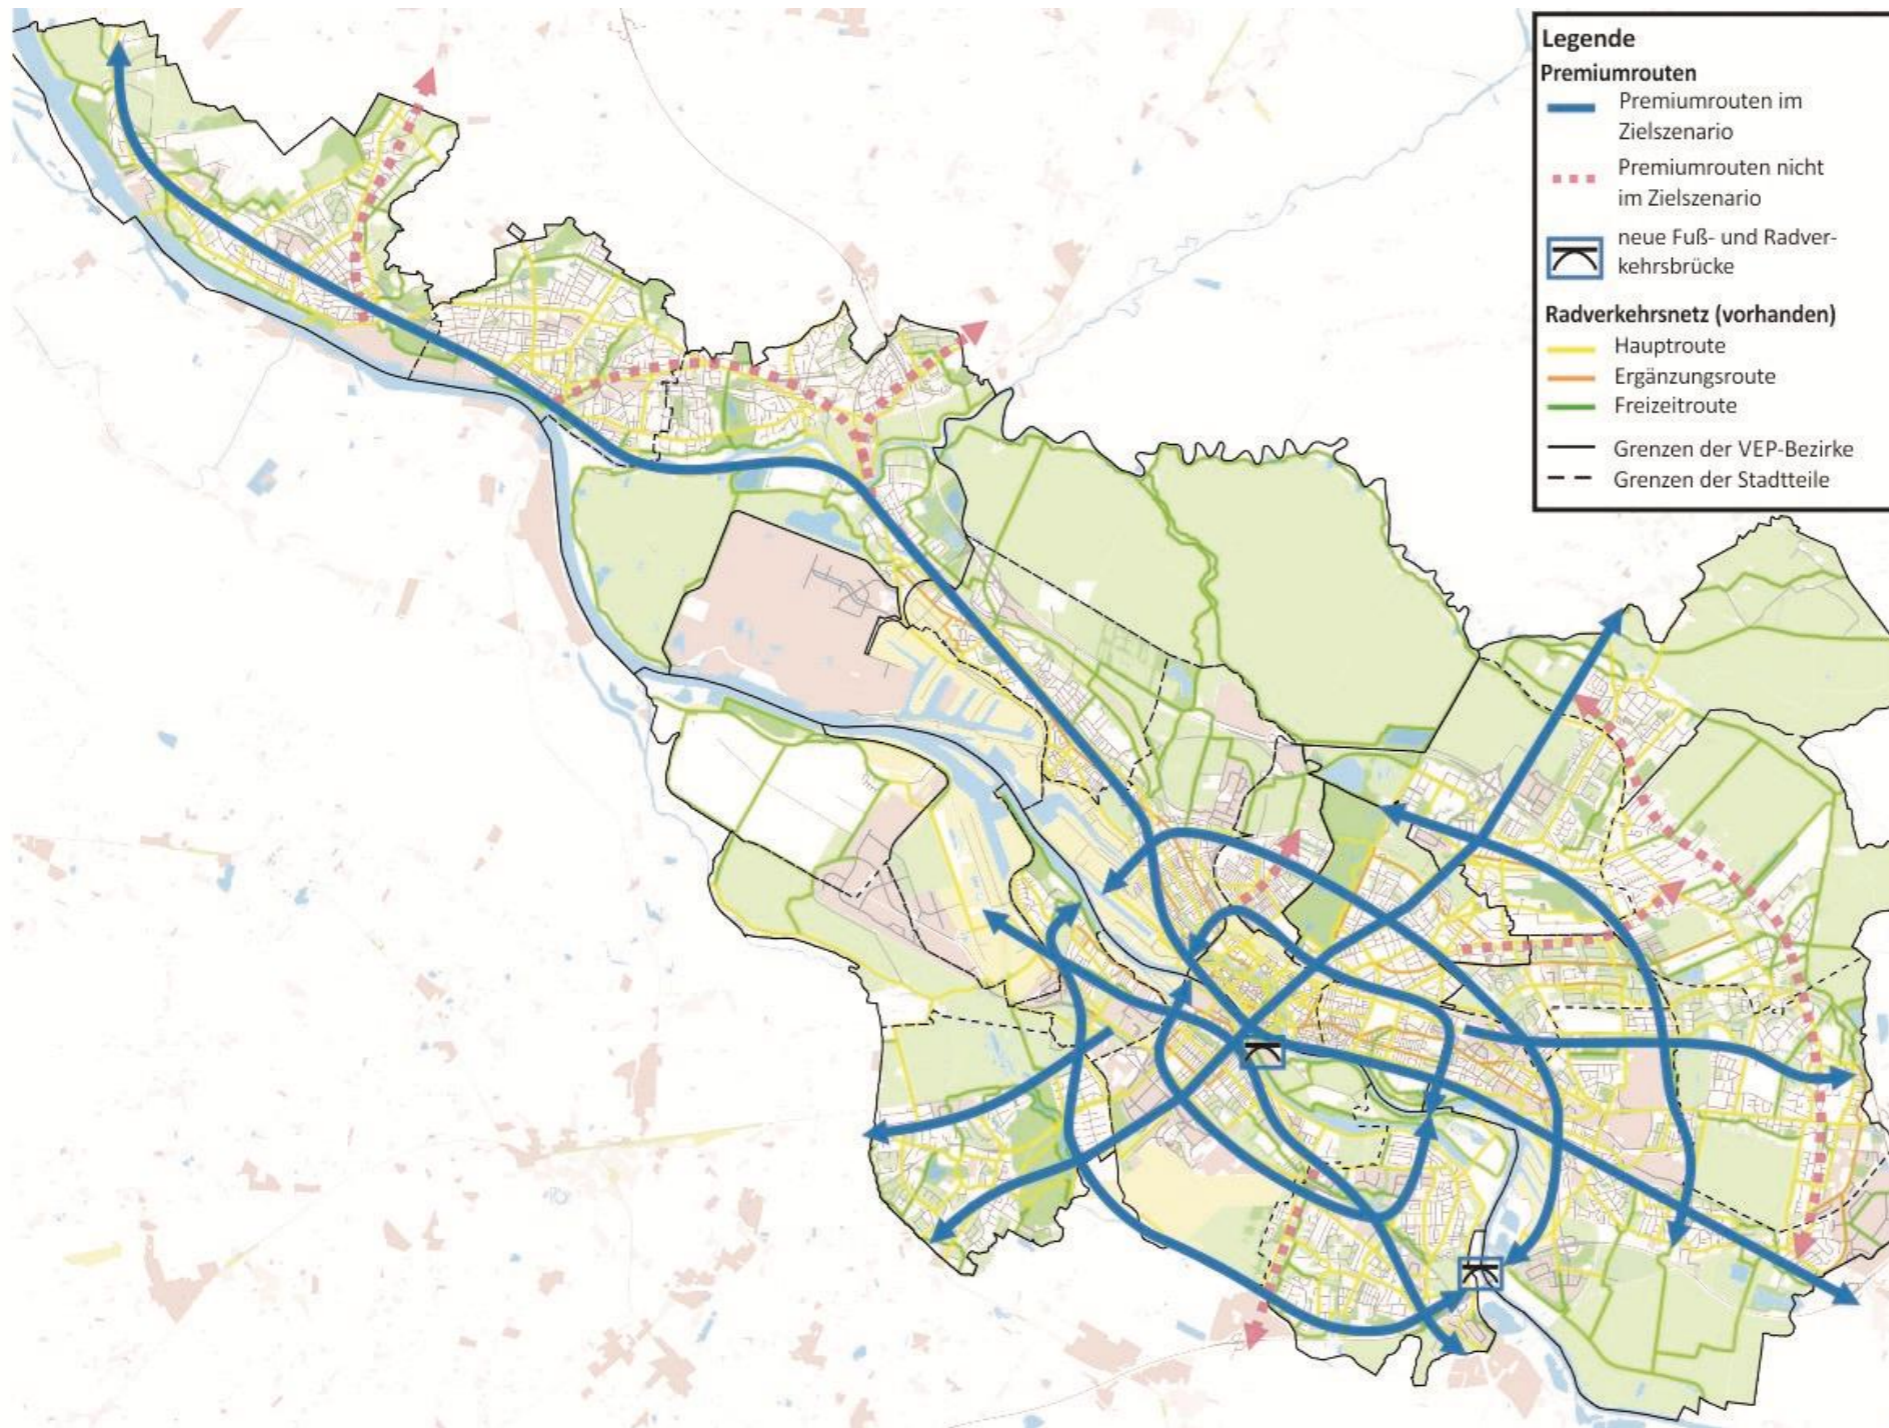 Legende
Premiumrouten
Premiumrouten im
Zielszenario
Premiumrouten nicht
im Zielszenario
neue Fuß- und Radver-
kehrsbrücke
Radverkehrsnetz (vorhanden)
Hauptroute
Ergänzungsroute
Freizeitroute
Grenzen der VEP-Bezirke
Grenzen der Stadtteile